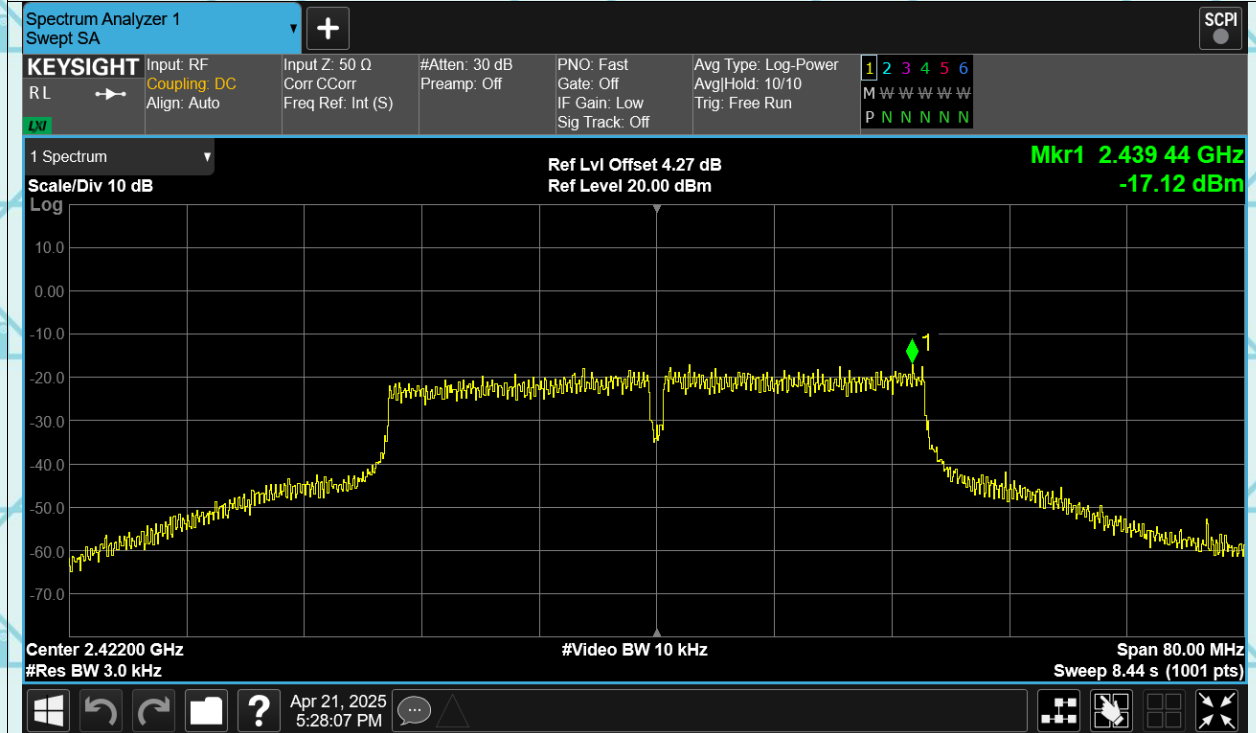 Spectrum Analyzer 1
Swept SA
SCPI
KEYSIGHT
R L
LXI
Input: RF
Coupling: DC
Align: Auto
Input Z: 50 Ω
Corr CCorr
Freq Ref: Int (S)
#Atten: 30 dB
Preamp: Off
PNO: Fast
Gate: Off
IF Gain: Low
Sig Track: Off
Avg Type: Log-Power
Avg|Hold: 10/10
Trig: Free Run
1 2 3 4 5 6
M W W W W W
P N N N N N
1 Spectrum
Scale/Div 10 dB
Ref Lvl Offset 4.27 dB
Ref Level 20.00 dBm
Mkr1 2.439 44 GHz
-17.12 dBm
Log
10.0
0.00
-10.0
-20.0
-30.0
-40.0
-50.0
-60.0
-70.0
1
Center 2.42200 GHz
#Video BW 10 kHz
Span 80.00 MHz
#Res BW 3.0 kHz
Sweep 8.44 s (1001 pts)
?
Apr 21, 2025
5:28:07 PM